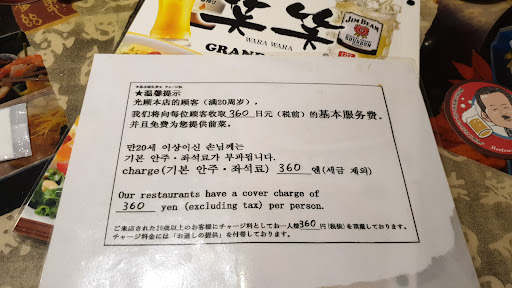 笑笑
WARA WARA
GRAND
JIM BEAM
BOURBON
★温馨提示
光顾本店的顾客（满20周岁），
我们将向每位顾客收取 360 日元（税前）的基本服务费，
并且免费为您提供前菜。
만20세 이상이신 손님께는
기본 안주・좌석료가 부과됩니다.
charge(기본 안주・좌석료) 360 엔(세금 제외)
Our restaurants have a cover charge of
360 yen (excluding tax) per person.
ご来店された20歳以上のお客様にチャージ料としてお一人様360円(税抜)を頂戴しております。
チャージ料金には「お通しの提供」を付帯しております。